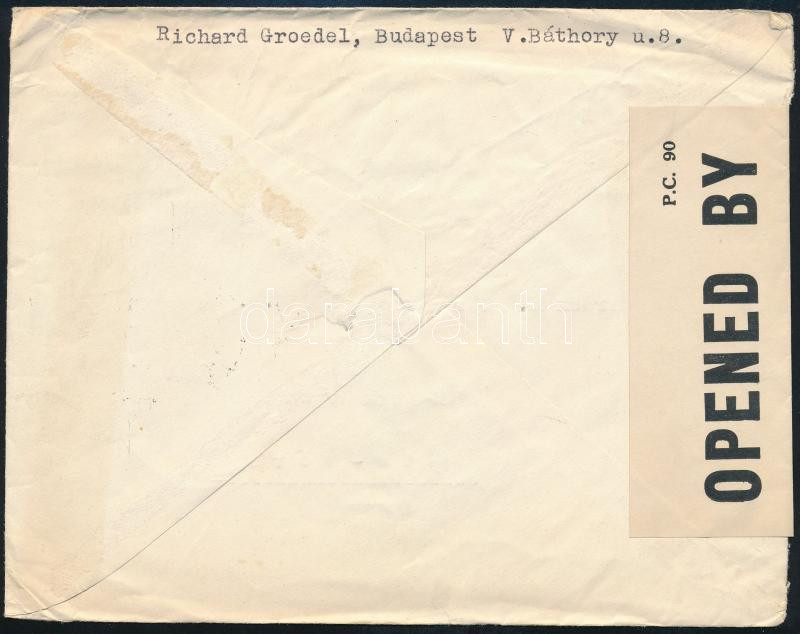 Richard Groedel, Budapest V.Báthory u.8.
P.C. 90
OPENED BY
darabanth